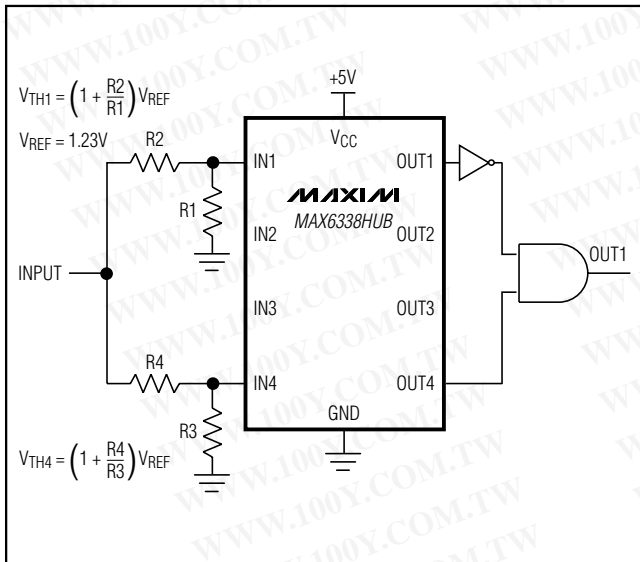 +5V
V_TH1 = (1 + R2/R1) V_REF
V_REF = 1.23V
R2
R1
V_CC
IN1
OUT1
MAXIM
MAX6338HUB
IN2
OUT2
OUT1
INPUT
IN3
OUT3
R4
IN4
OUT4
R3
GND
V_TH4 = (1 + R4/R3) V_REF
WWW.100Y.COM.TW